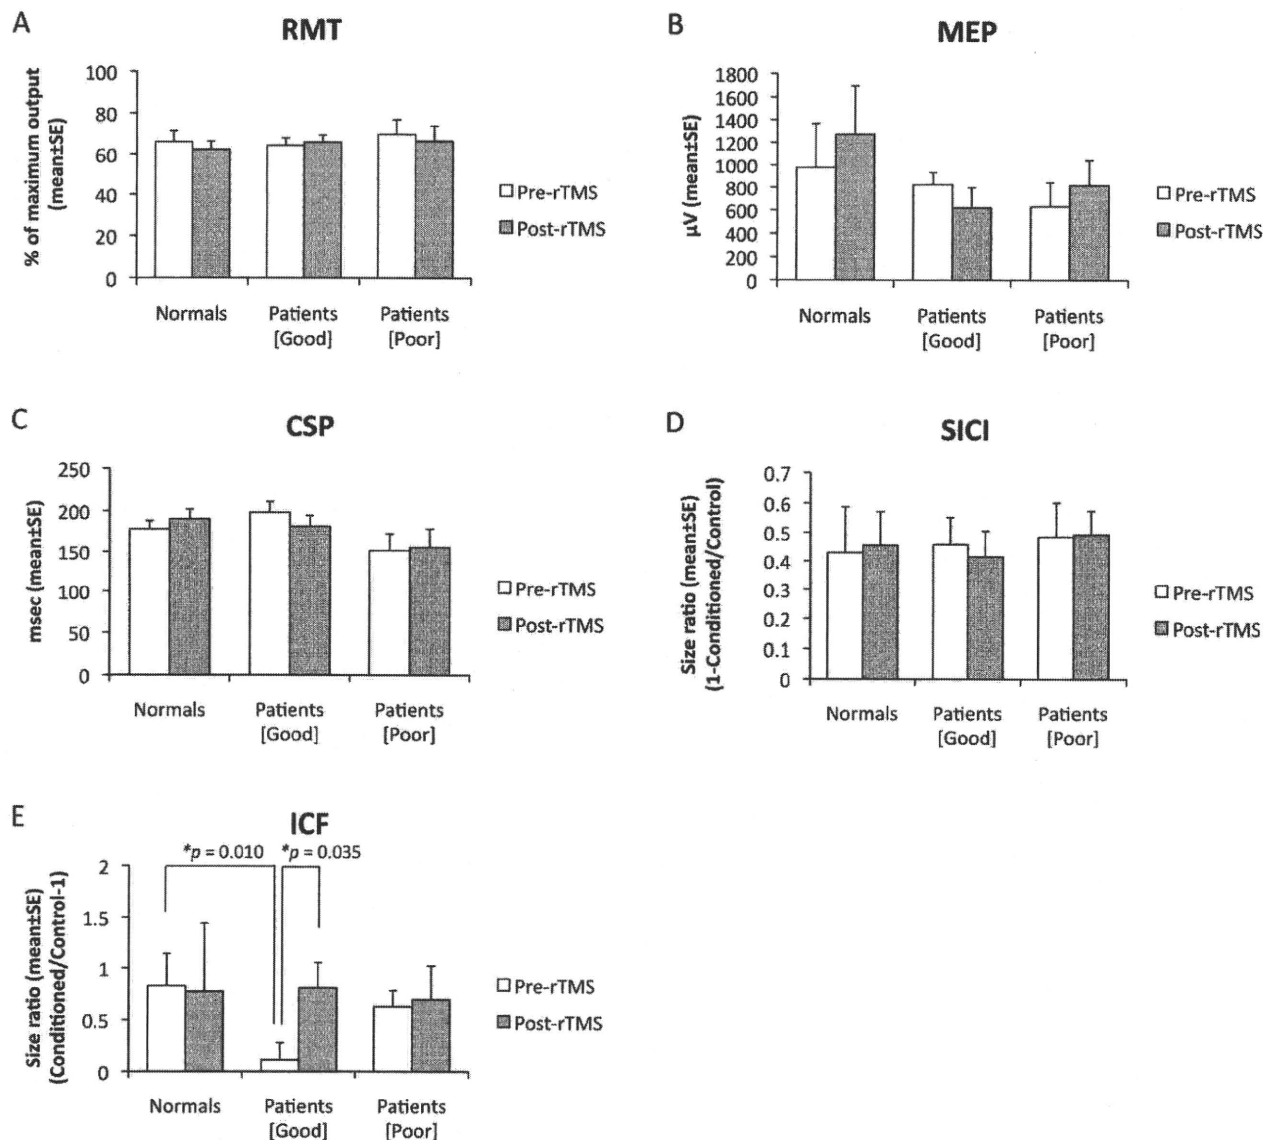 A
RMT
% of maximum output
(mean±SE)
100
80
60
40
20
0
Normals
Patients
[Good]
Patients
[Poor]
Pre-rTMS
Post-rTMS
B
MEP
µV (mean±SE)
1800
1600
1400
1200
1000
800
600
400
200
0
Normals
Patients
[Good]
Patients
[Poor]
Pre-rTMS
Post-rTMS
C
CSP
msec (mean±SE)
250
200
150
100
50
0
Normals
Patients
[Good]
Patients
[Poor]
Pre-rTMS
Post-rTMS
D
SICI
Size ratio (mean±SE)
(1-Conditioned/Control)
0.7
0.6
0.5
0.4
0.3
0.2
0.1
0
Normals
Patients
[Good]
Patients
[Poor]
Pre-rTMS
Post-rTMS
E
ICF
*p = 0.010 *p = 0.035
Size ratio (mean±SE)
(Conditioned/Control-1)
2
1.5
1
0.5
0
Normals
Patients
[Good]
Patients
[Poor]
Pre-rTMS
Post-rTMS